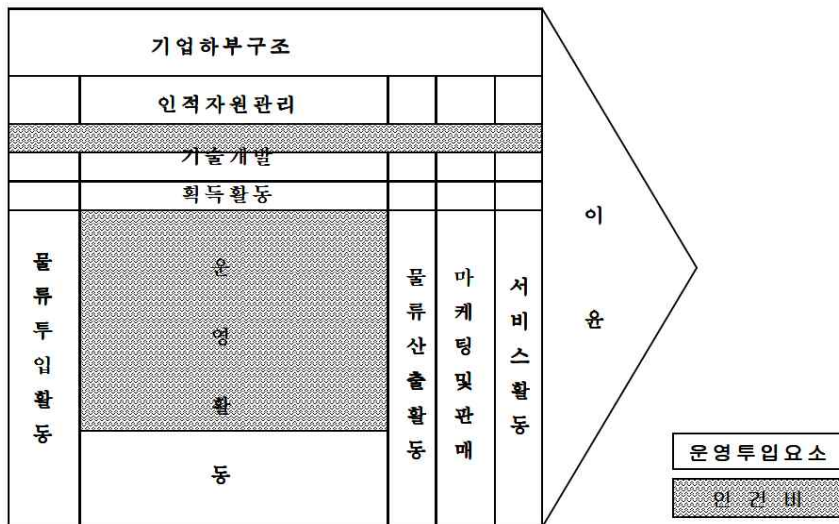 기업하부구조
인적자원관리
기술개발
획득활동
물류투입활동
운영활동
물류산출활동
마케팅및판매
서비스활동
이윤
운영투입요소
인건비